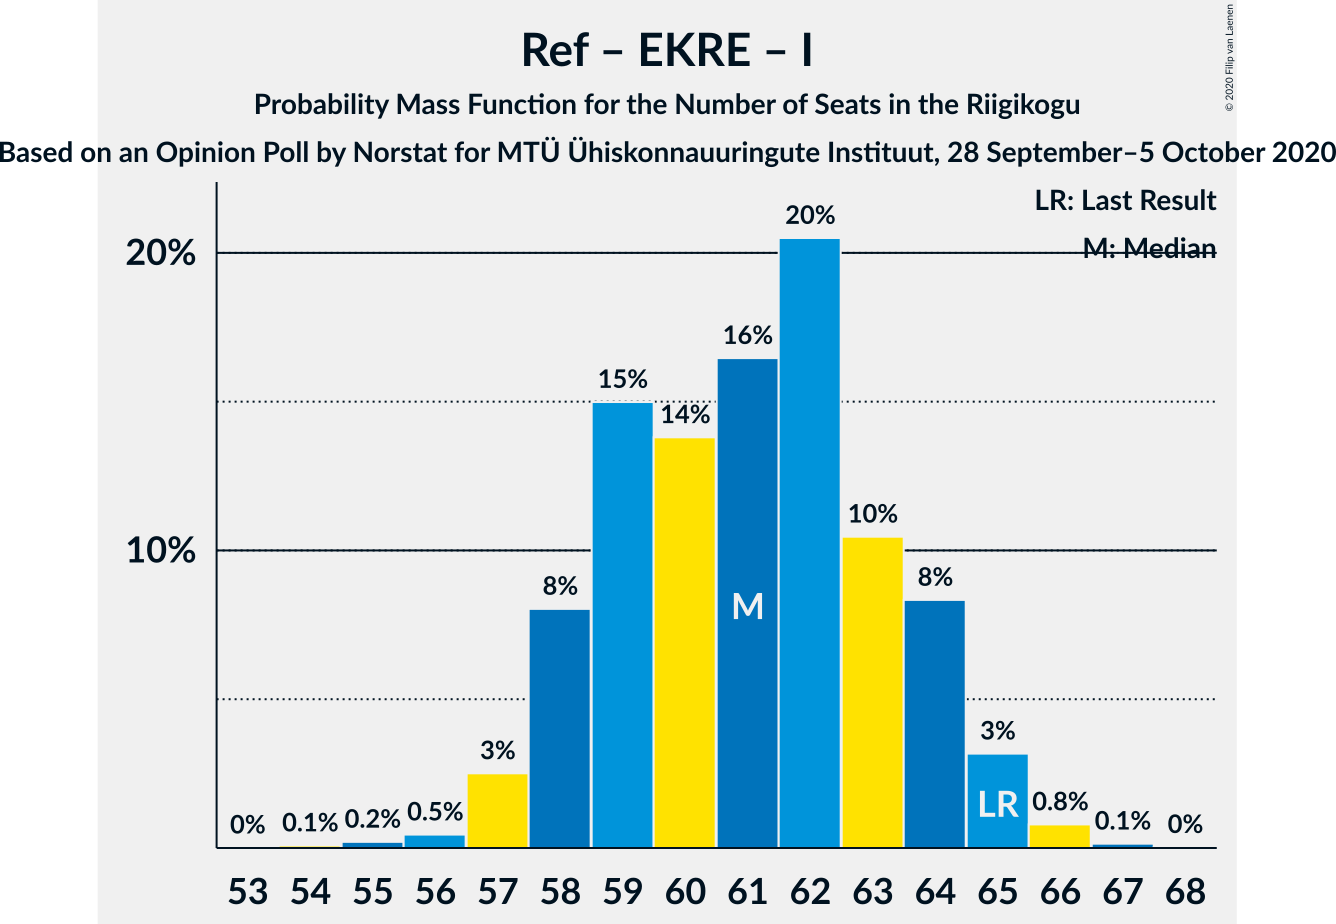 Ref – EKRE – I
© 2020 Filip van Laenen
Probability Mass Function for the Number of Seats in the Riigikogu
Based on an Opinion Poll by Norstat for MTÜ Ühiskonnauuringute Instituut, 28 September–5 October 2020
LR: Last Result
M: Median
20%
20%
16%
15%
14%
10%
10%
8%
8%
M
3%
3%
LR
0%
0.1%
0.2%
0.5%
0.8%
0.1%
0%
53 54 55 56 57 58 59 60 61 62 63 64 65 66 67 68